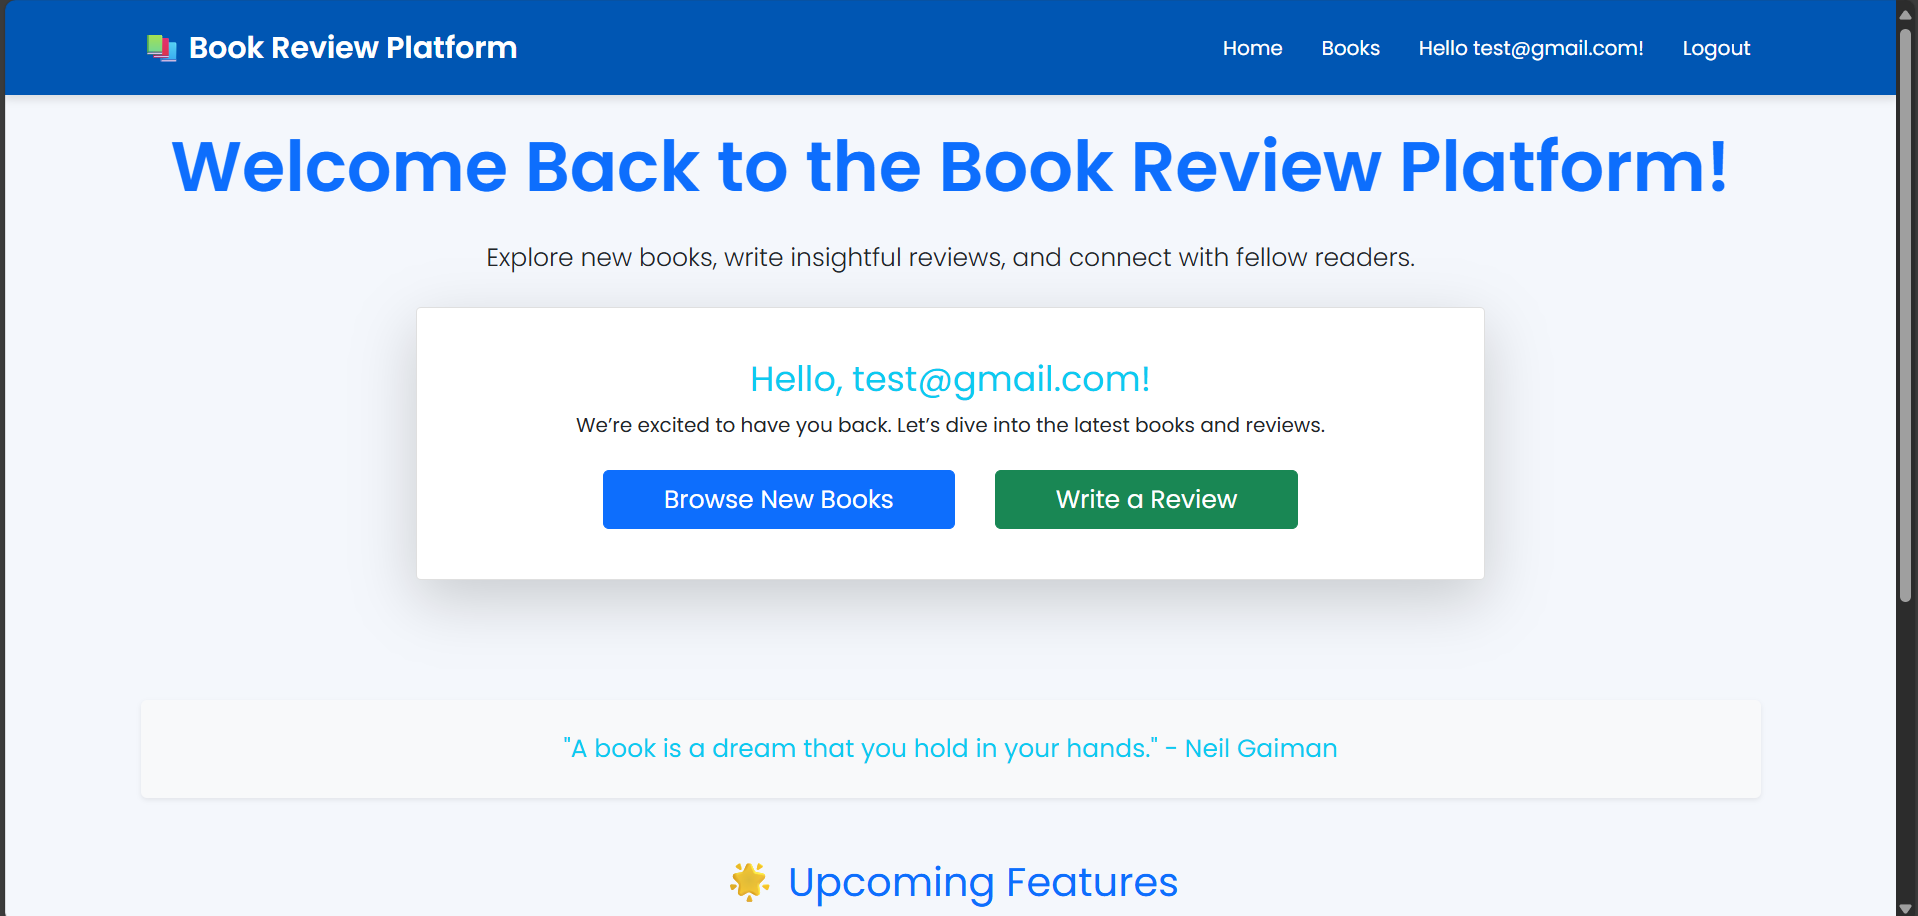 Book Review Platform
Home
Books
Hello test@gmail.com!
Logout
Welcome Back to the Book Review Platform!
Explore new books, write insightful reviews, and connect with fellow readers.
Hello, test@gmail.com!
We’re excited to have you back. Let’s dive into the latest books and reviews.
Browse New Books
Write a Review
"A book is a dream that you hold in your hands." - Neil Gaiman
Upcoming Features